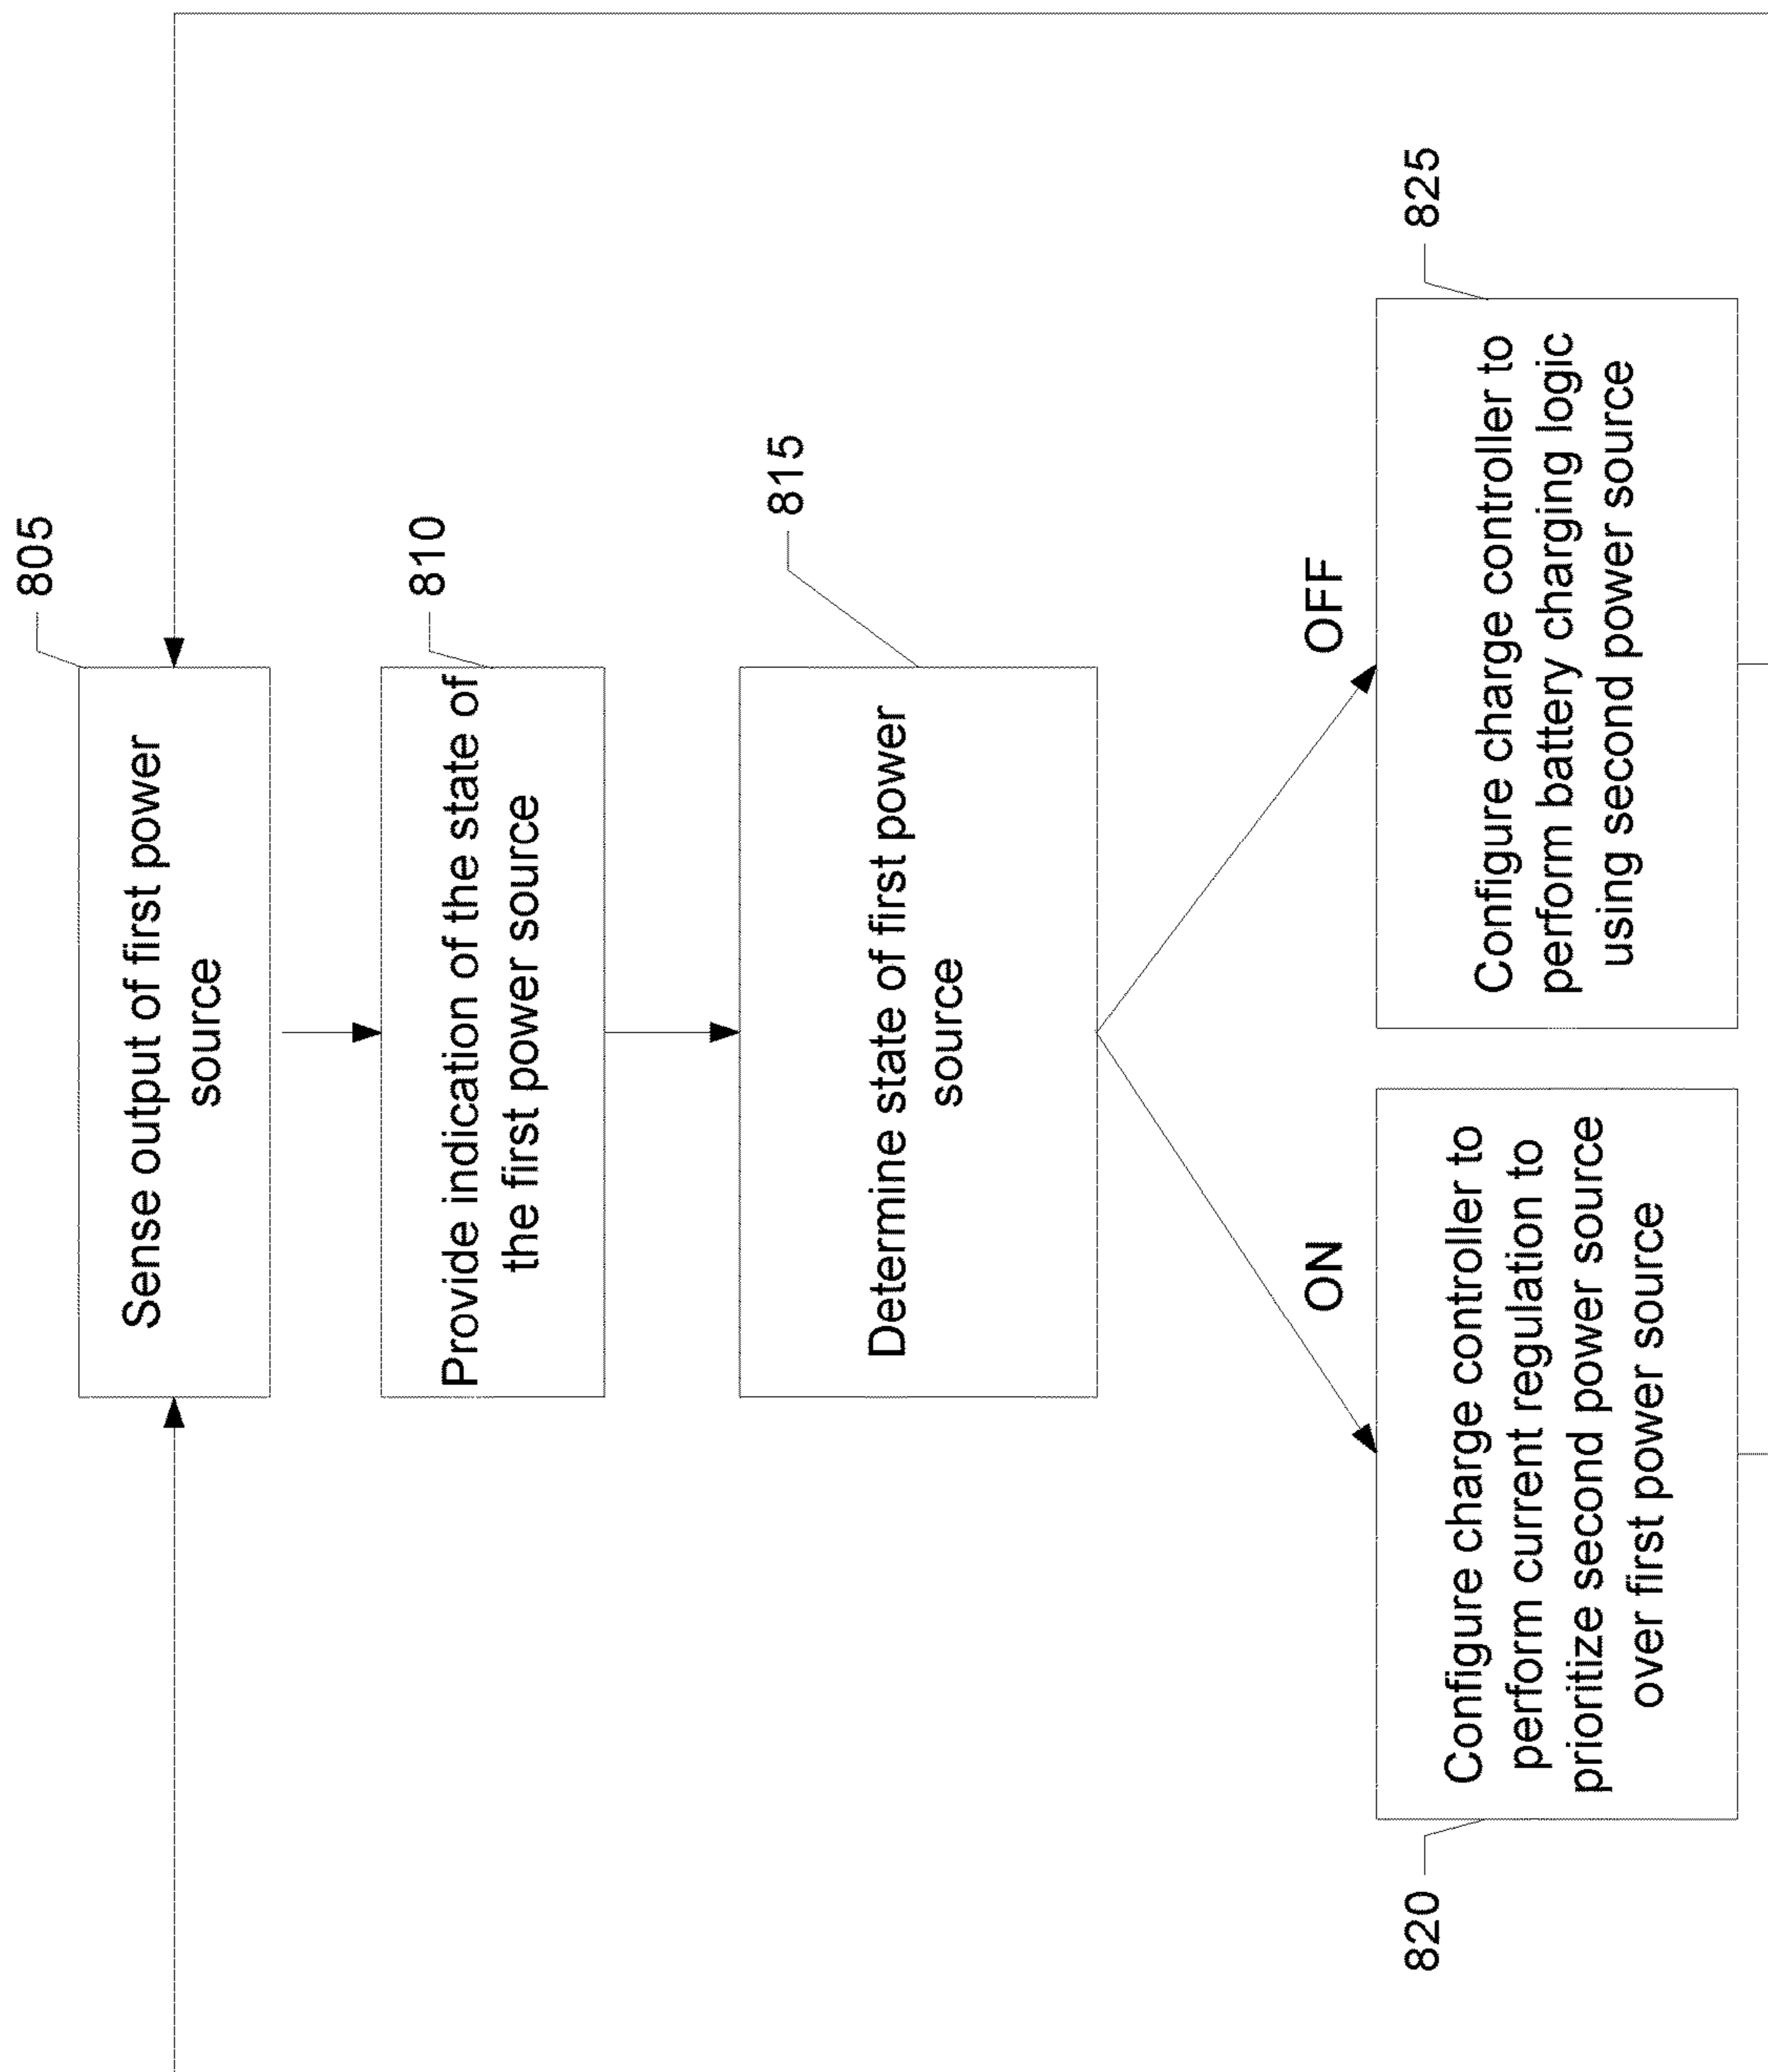 805
Sense output of first power
source
810
Provide indication of the state of
the first power source
815
Determine state of first power
source
ON
OFF
820
Configure charge controller to
perform current regulation to
prioritize second power source
over first power source
825
Configure charge controller to
perform battery charging logic
using second power source